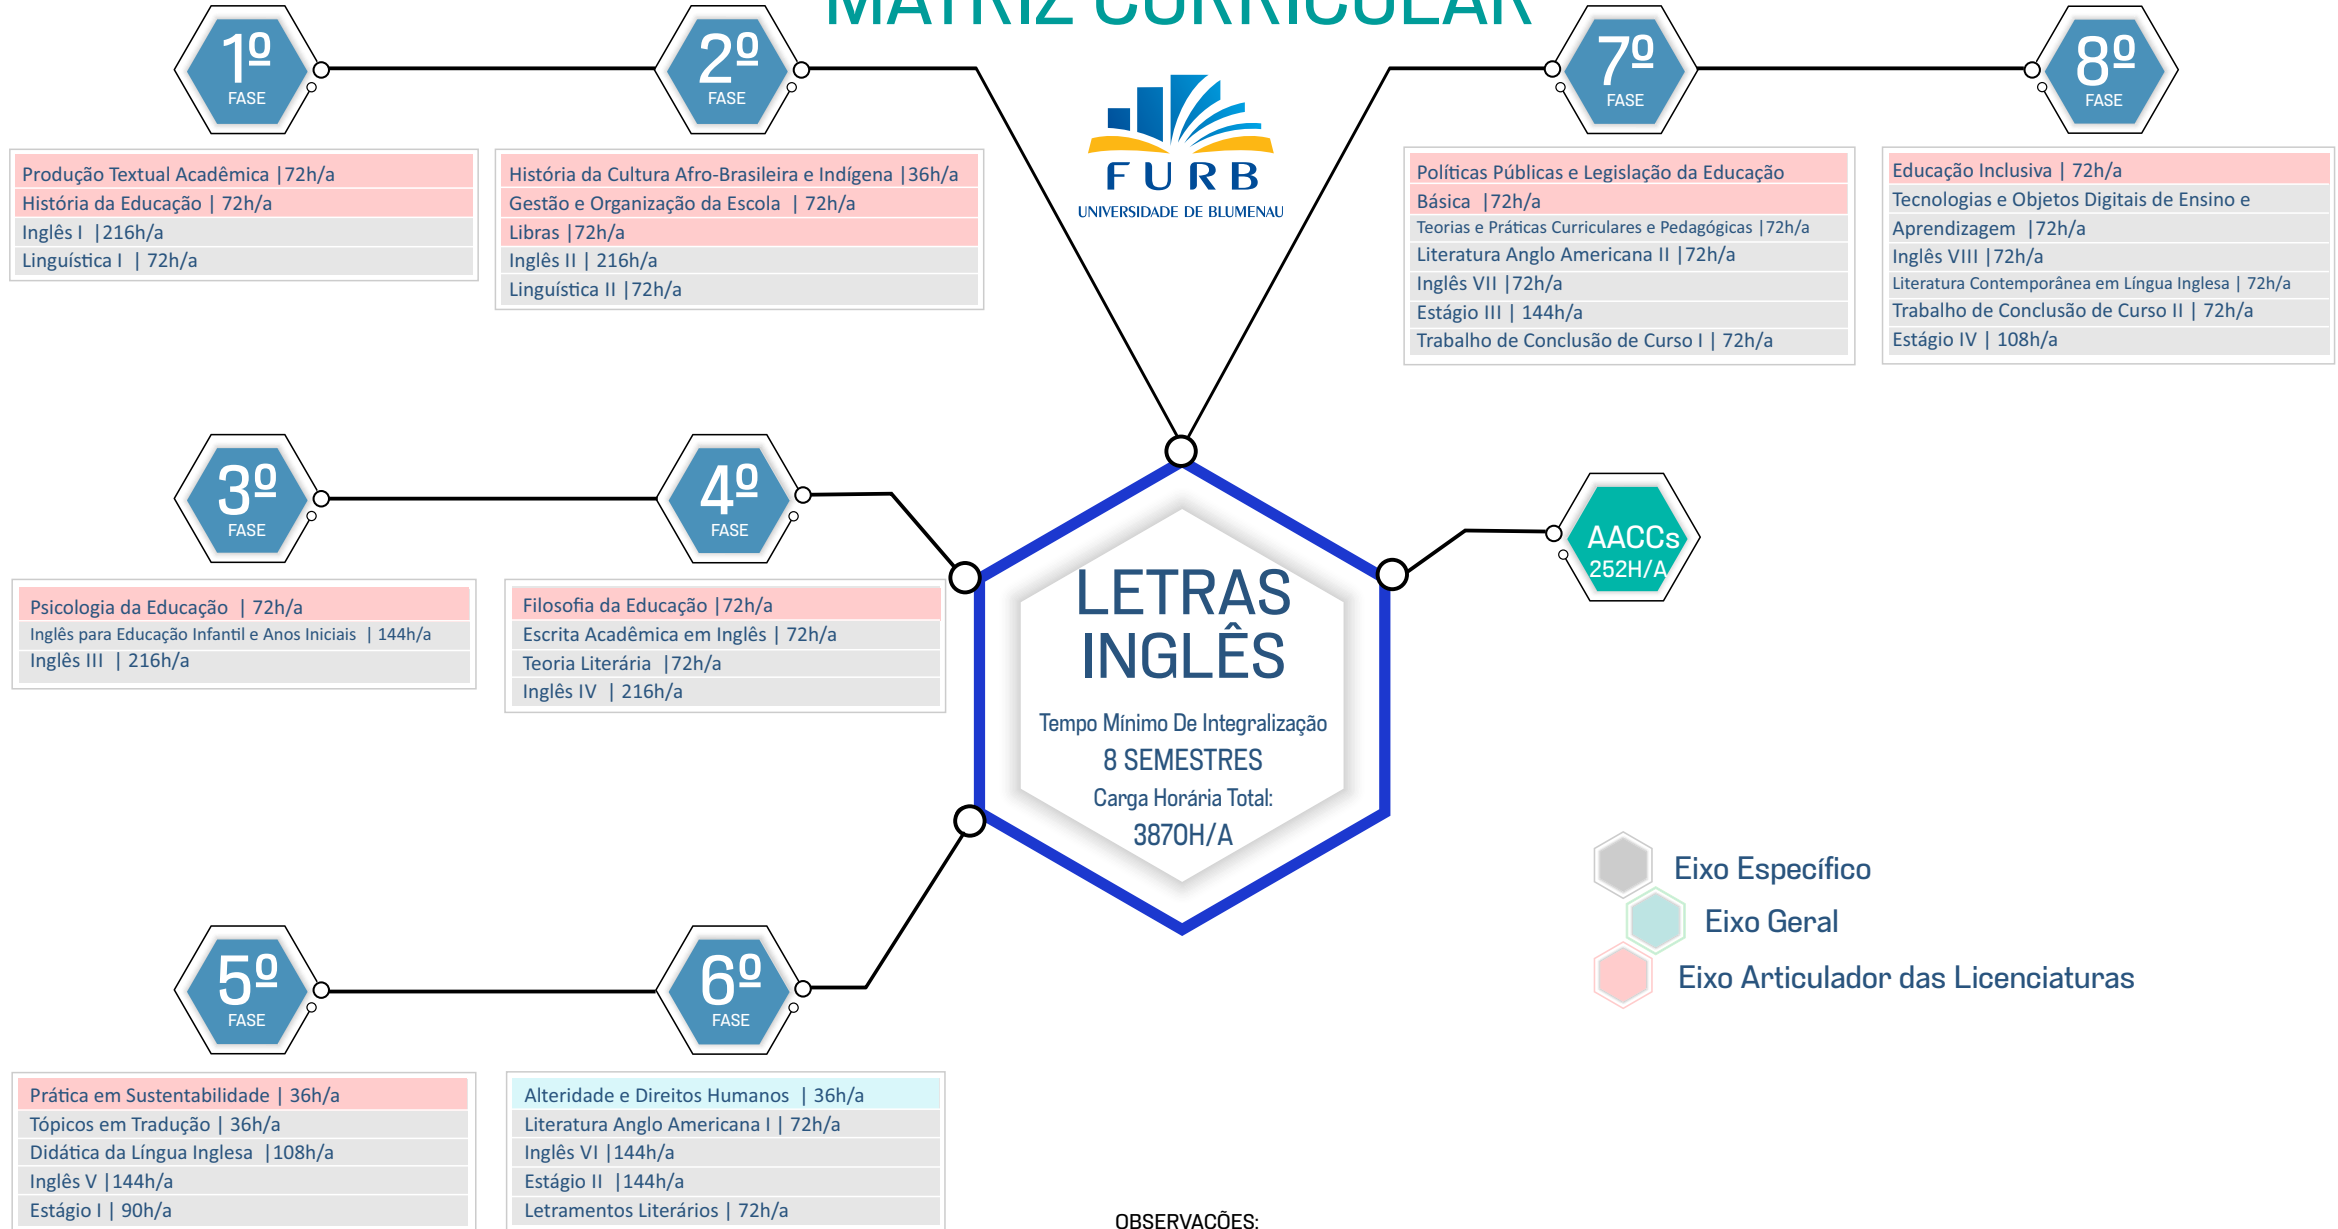 MATRIZ CURRICULAR
1º
FASE
Produção Textual Acadêmica |72h/a
História da Educação | 72h/a
Inglês I |216h/a
Linguística I | 72h/a
2º
FASE
História da Cultura Afro-Brasileira e Indígena |36h/a
Gestão e Organização da Escola | 72h/a
Libras |72h/a
Inglês II | 216h/a
Linguística II |72h/a
FURB
UNIVERSIDADE DE BLUMENAU
7º
FASE
Políticas Públicas e Legislação da Educação
Básica |72h/a
Teorias e Práticas Curriculares e Pedagógicas |72h/a
Literatura Anglo Americana II |72h/a
Inglês VII |72h/a
Estágio III | 144h/a
Trabalho de Conclusão de Curso I | 72h/a
8º
FASE
Educação Inclusiva | 72h/a
Tecnologias e Objetos Digitais de Ensino e
Aprendizagem |72h/a
Inglês VIII |72h/a
Literatura Contemporânea em Língua Inglesa | 72h/a
Trabalho de Conclusão de Curso II | 72h/a
Estágio IV | 108h/a
3º
FASE
Psicologia da Educação | 72h/a
Inglês para Educação Infantil e Anos Iniciais | 144h/a
Inglês III | 216h/a
4º
FASE
Filosofia da Educação |72h/a
Escrita Acadêmica em Inglês | 72h/a
Teoria Literária |72h/a
Inglês IV | 216h/a
LETRAS
INGLÊS
Tempo Mínimo De Integralização
8 SEMESTRES
Carga Horária Total:
3870H/A
AACCs
252H/A
5º
FASE
Prática em Sustentabilidade | 36h/a
Tópicos em Tradução | 36h/a
Didática da Língua Inglesa |108h/a
Inglês V |144h/a
Estágio I | 90h/a
6º
FASE
Alteridade e Direitos Humanos | 36h/a
Literatura Anglo Americana I | 72h/a
Inglês VI |144h/a
Estágio II |144h/a
Letramentos Literários | 72h/a
Eixo Específico
Eixo Geral
Eixo Articulador das Licenciaturas
OBSERVAÇÕES: